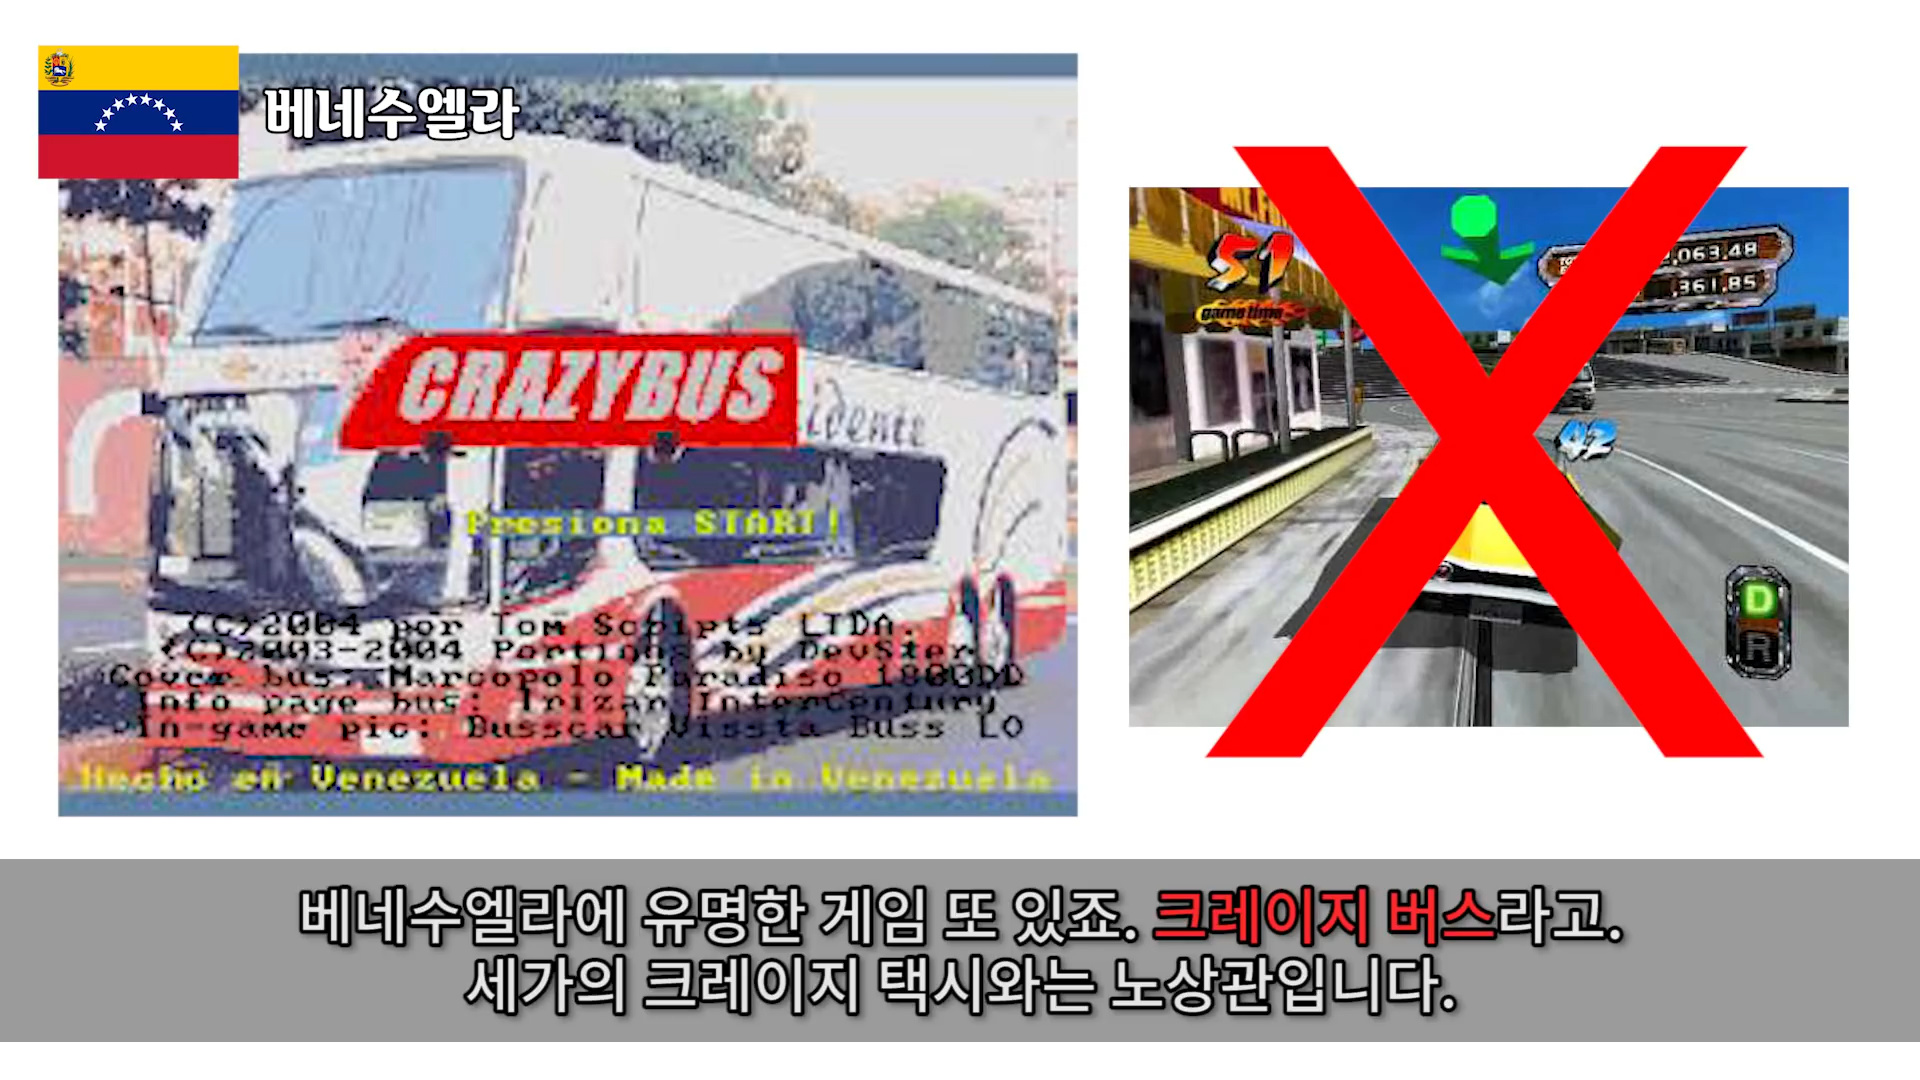 베네수엘라
CRAZYBUS
idente
Presiona START!
(C)2004 por Tom Scripts LTDA.
(C)2003-2004 Portions by DevSter
Cover bus: Marcopolo Paradiso 1800DD
Info page bus: Irizar InterCentury
In-game pic: Busscar Vissta Buss LO
Hecho en Venezuela - Made in Venezuela
51
game time
,063.48
,361.85
42
D
R
베네수엘라에 유명한 게임 또 있죠. 크레이지 버스라고.
세가의 크레이지 택시와는 노상관입니다.